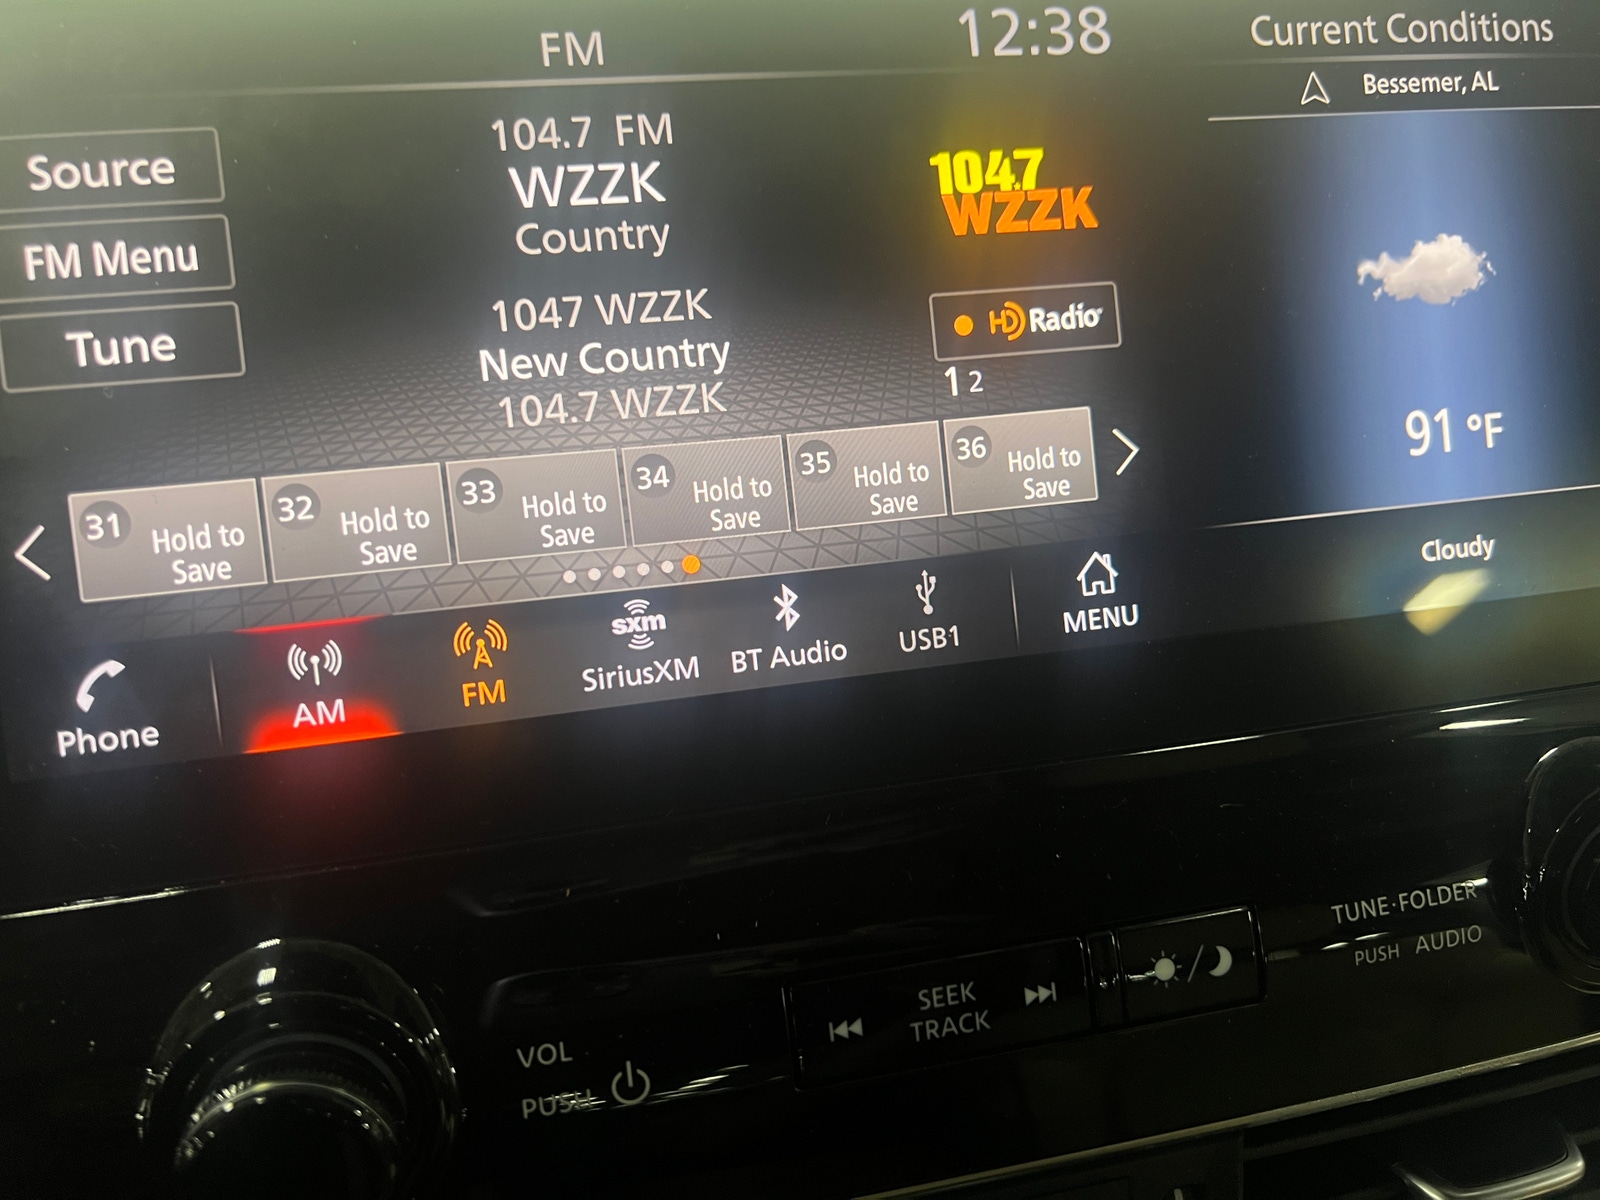 FM
12:38
Current Conditions
Bessemer, AL
Source
FM Menu
Tune
104.7 FM
WZZK
Country
1047 WZZK
New Country
104.7 WZZK
104.7
WZZK
HD Radio
1 2
91 °F
Cloudy
31 Hold to
Save
32 Hold to
Save
33 Hold to
Save
34 Hold to
Save
35 Hold to
Save
36 Hold to
Save
Phone
AM
FM
sxm
SiriusXM
BT Audio
USB1
MENU
VOL
PUSH
SEEK
TRACK
TUNE·FOLDER
PUSH AUDIO